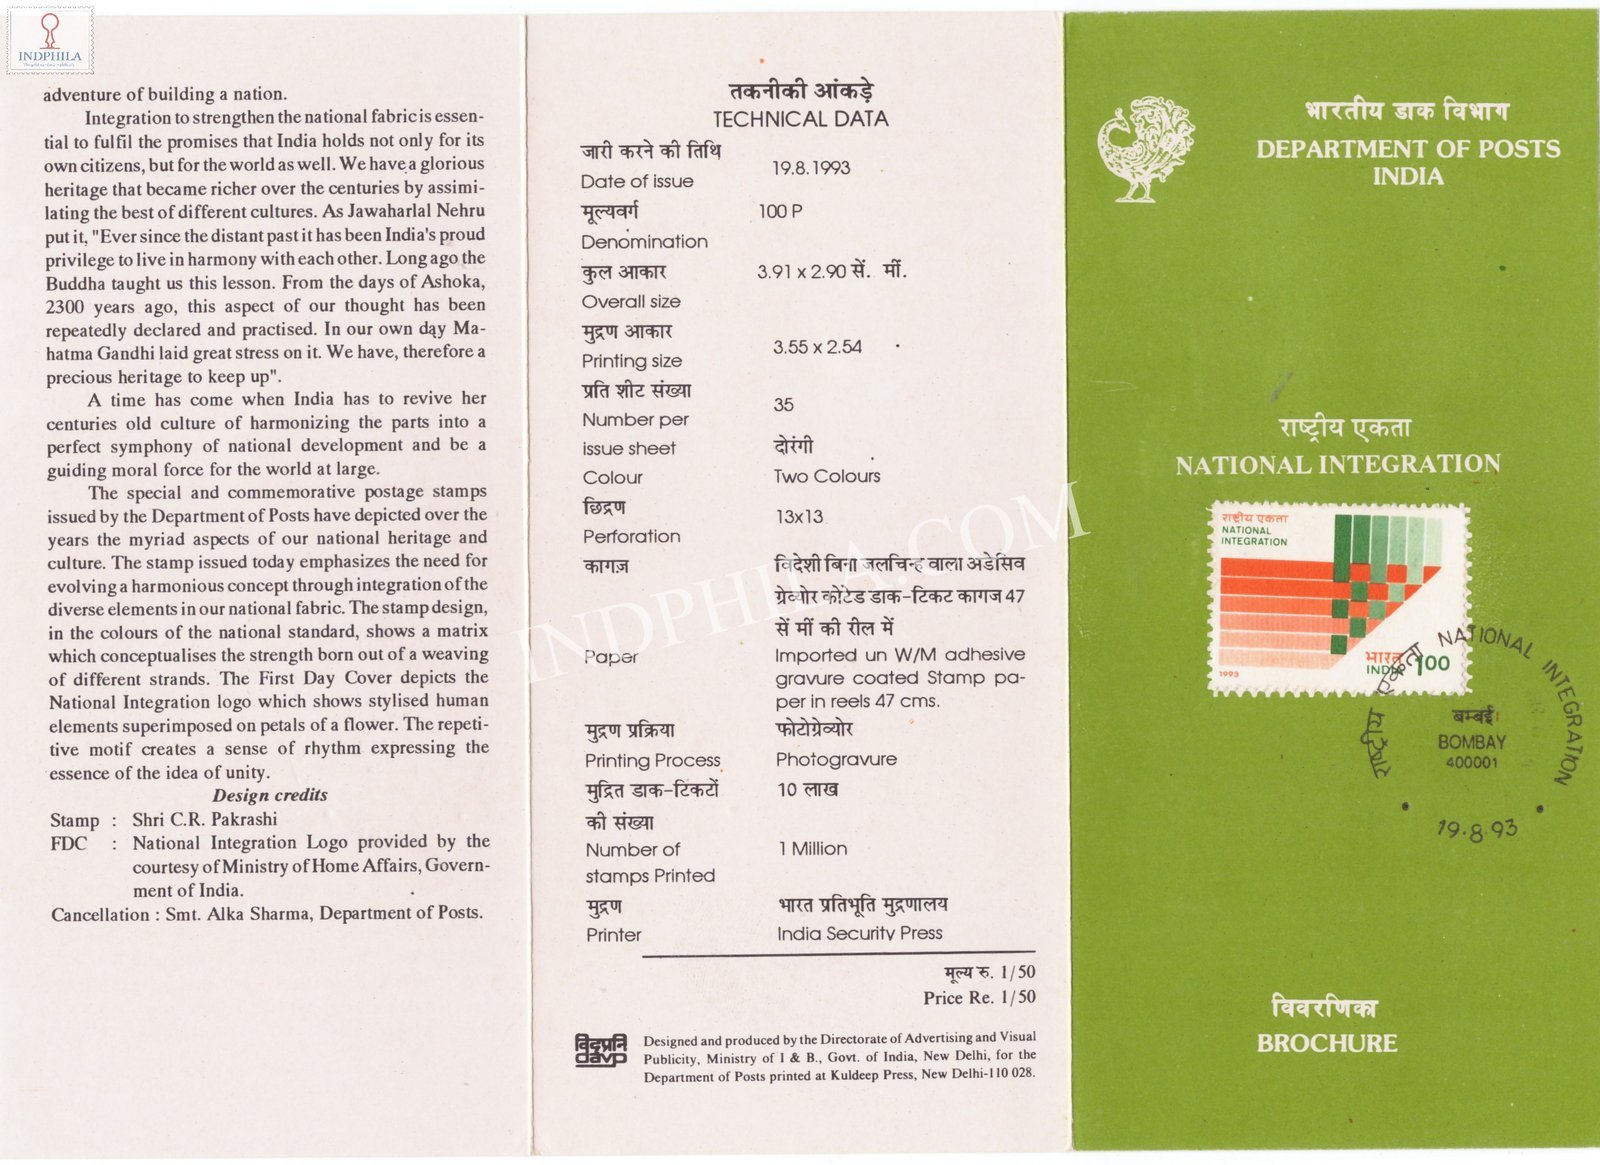 INDPHILA
adventure of building a nation.
Integration to strengthen the national fabric is essen-
tial to fulfil the promises that India holds not only for its
own citizens, but for the world as well. We have a glorious
heritage that became richer over the centuries by assimi-
lating the best of different cultures. As Jawaharlal Nehru
put it, "Ever since the distant past it has been India's proud
privilege to live in harmony with each other. Long ago the
Buddha taught us this lesson. From the days of Ashoka,
2300 years ago, this aspect of our thought has been
repeatedly declared and practised. In our own day Ma-
hatma Gandhi laid great stress on it. We have, therefore a
precious heritage to keep up".
A time has come when India has to revive her
centuries old culture of harmonizing the parts into a
perfect symphony of national development and be a
guiding moral force for the world at large.
The special and commemorative postage stamps
issued by the Department of Posts have depicted over the
years the myriad aspects of our national heritage and
culture. The stamp issued today emphasizes the need for
evolving a harmonious concept through integration of the
diverse elements in our national fabric. The stamp design,
in the colours of the national standard, shows a matrix
which conceptualises the strength born out of a weaving
of different strands. The First Day Cover depicts the
National Integration logo which shows stylised human
elements superimposed on petals of a flower. The repeti-
tive motif creates a sense of rhythm expressing the
essence of the idea of unity.
Design credits
Stamp : Shri C.R. Pakrashi
FDC : National Integration Logo provided by the
courtesy of Ministry of Home Affairs, Govern-
ment of India.
Cancellation : Smt. Alka Sharma, Department of Posts.
तकनीकी आंकड़े
TECHNICAL DATA
जारी करने की तिथि
Date of issue 19.8.1993
मूल्यवर्ग 100 P
Denomination
कुल आकार 3.91 x 2.90 सें. मीं.
Overall size
मुद्रण आकार
Printing size 3.55 x 2.54
प्रति शीट संख्या
Number per 35
issue sheet दोरंगी
Colour Two Colours
छिद्रण 13x13
Perforation
कागज़ विदेशी बिना जलचिन्ह वाला अडेसिव
ग्रेव्योर कोटेड डाक-टिकट कागज 47
सें मीं की रील में
Paper Imported un W/M adhesive
gravure coated Stamp pa-
per in reels 47 cms.
मुद्रण प्रक्रिया फोटोग्रेव्योर
Printing Process Photogravure
मुद्रित डाक-टिकटों 10 लाख
की संख्या
Number of 1 Million
stamps Printed
मुद्रण भारत प्रतिभूति मुद्रणालय
Printer India Security Press
मूल्य रु. 1/50
Price Re. 1/50
विदृप्रनि
davp
Designed and produced by the Directorate of Advertising and Visual
Publicity, Ministry of I & B., Govt. of India, New Delhi, for the
Department of Posts printed at Kuldeep Press, New Delhi-110 028.
भारतीय डाक विभाग
DEPARTMENT OF POSTS
INDIA
राष्ट्रीय एकता
NATIONAL INTEGRATION
राष्ट्रीय एकता
NATIONAL
INTEGRATION
भारत
INDIA 1.00
1993
राष्ट्रीय एकता NATIONAL INTEGRATION
बम्बई
BOMBAY
400001
19.8.93
विवरणिका
BROCHURE
INDPHILA.COM
INDPHILA.COM